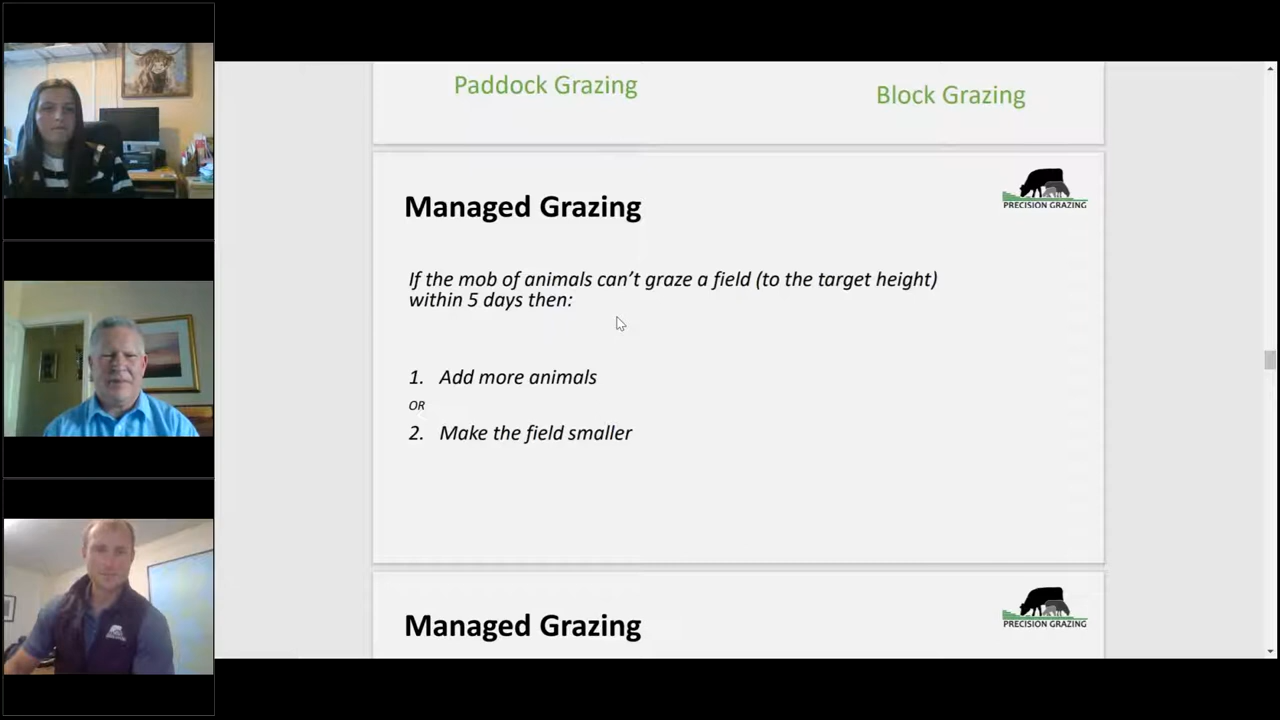 Paddock Grazing
Block Grazing
Managed Grazing
PRECISION GRAZING
If the mob of animals can't graze a field (to the target height)
within 5 days then:
1. Add more animals
OR
2. Make the field smaller
Managed Grazing
PRECISION GRAZING